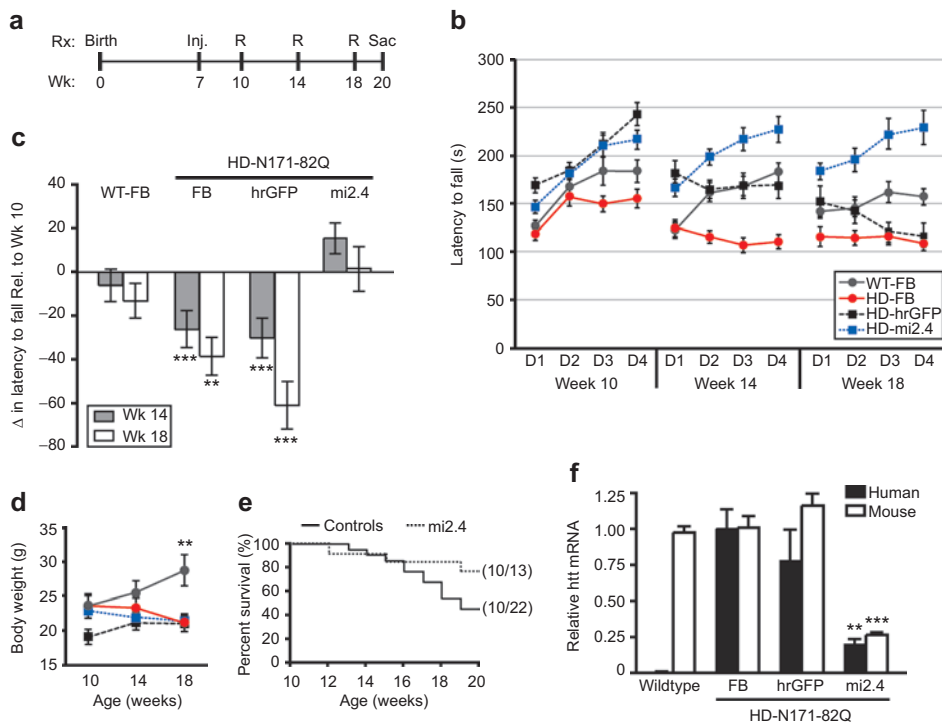 a
Rx: Birth Inj. R R R Sac
Wk: 0 7 10 14 18 20
b
Latency to fall (s)
300
250
200
150
100
50
0
WT-FB
HD-FB
HD-hrGFP
HD-mi2.4
D1 D2 D3 D4 D1 D2 D3 D4 D1 D2 D3 D4
Week 10 Week 14 Week 18
c
HD-N171-82Q
WT-FB FB hrGFP mi2.4
Δ in latency to fall Rel. to Wk 10
40
20
0
−20
−40
−60
−80
***
**
***
***
Wk 14
Wk 18
d
Body weight (g)
35
30
25
20
15
**
10 14 18
Age (weeks)
e
Controls mi2.4
Percent survival (%)
100
80
60
40
20
0
(10/13)
(10/22)
10 12 14 16 18 20
Age (weeks)
f
Human
Mouse
Relative htt mRNA
1.25
1.00
0.75
0.50
0.25
0
** ***
Wildtype FB hrGFP mi2.4
HD-N171-82Q